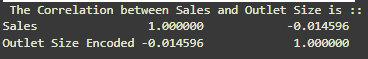 The Correlation between Sales and Outlet Size is ::
Sales 1.000000 -0.014596
Outlet Size Encoded -0.014596 1.000000